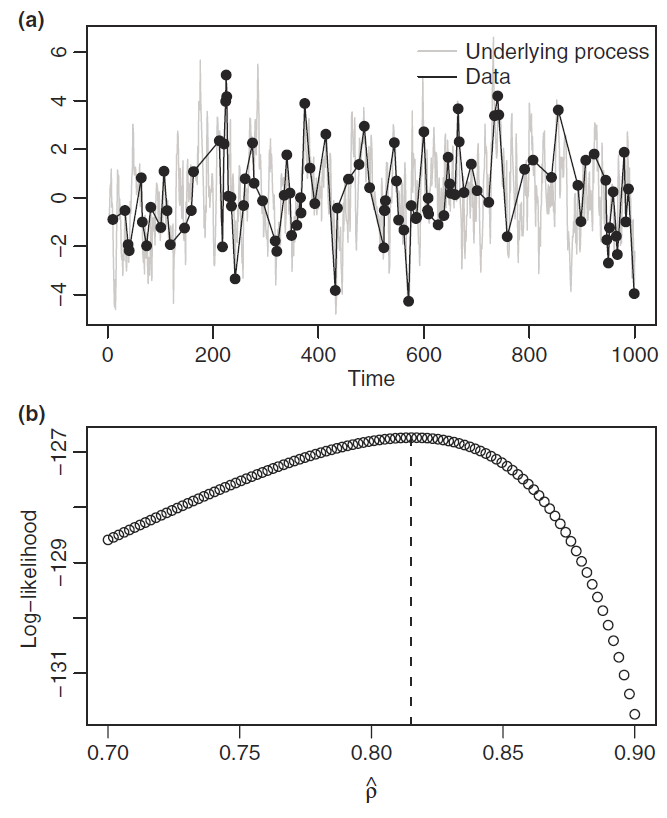 (a)
6
4
2
0
−2
−4
Underlying process
Data
0 200 400 600 800 1000
Time
(b)
−127
−129
−131
Log−likelihood
0.70 0.75 0.80 0.85 0.90
ρ̂